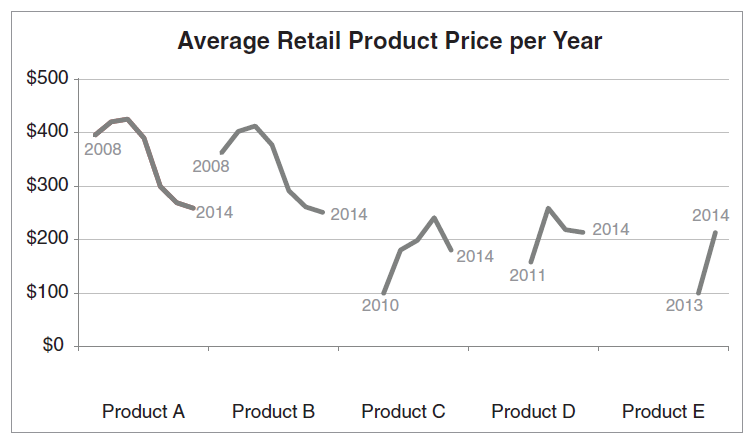 Average Retail Product Price per Year
$500
$400
$300
$200
$100
$0
2008
2014
2008
2014
2010
2014
2011
2014
2013
2014
Product A
Product B
Product C
Product D
Product E